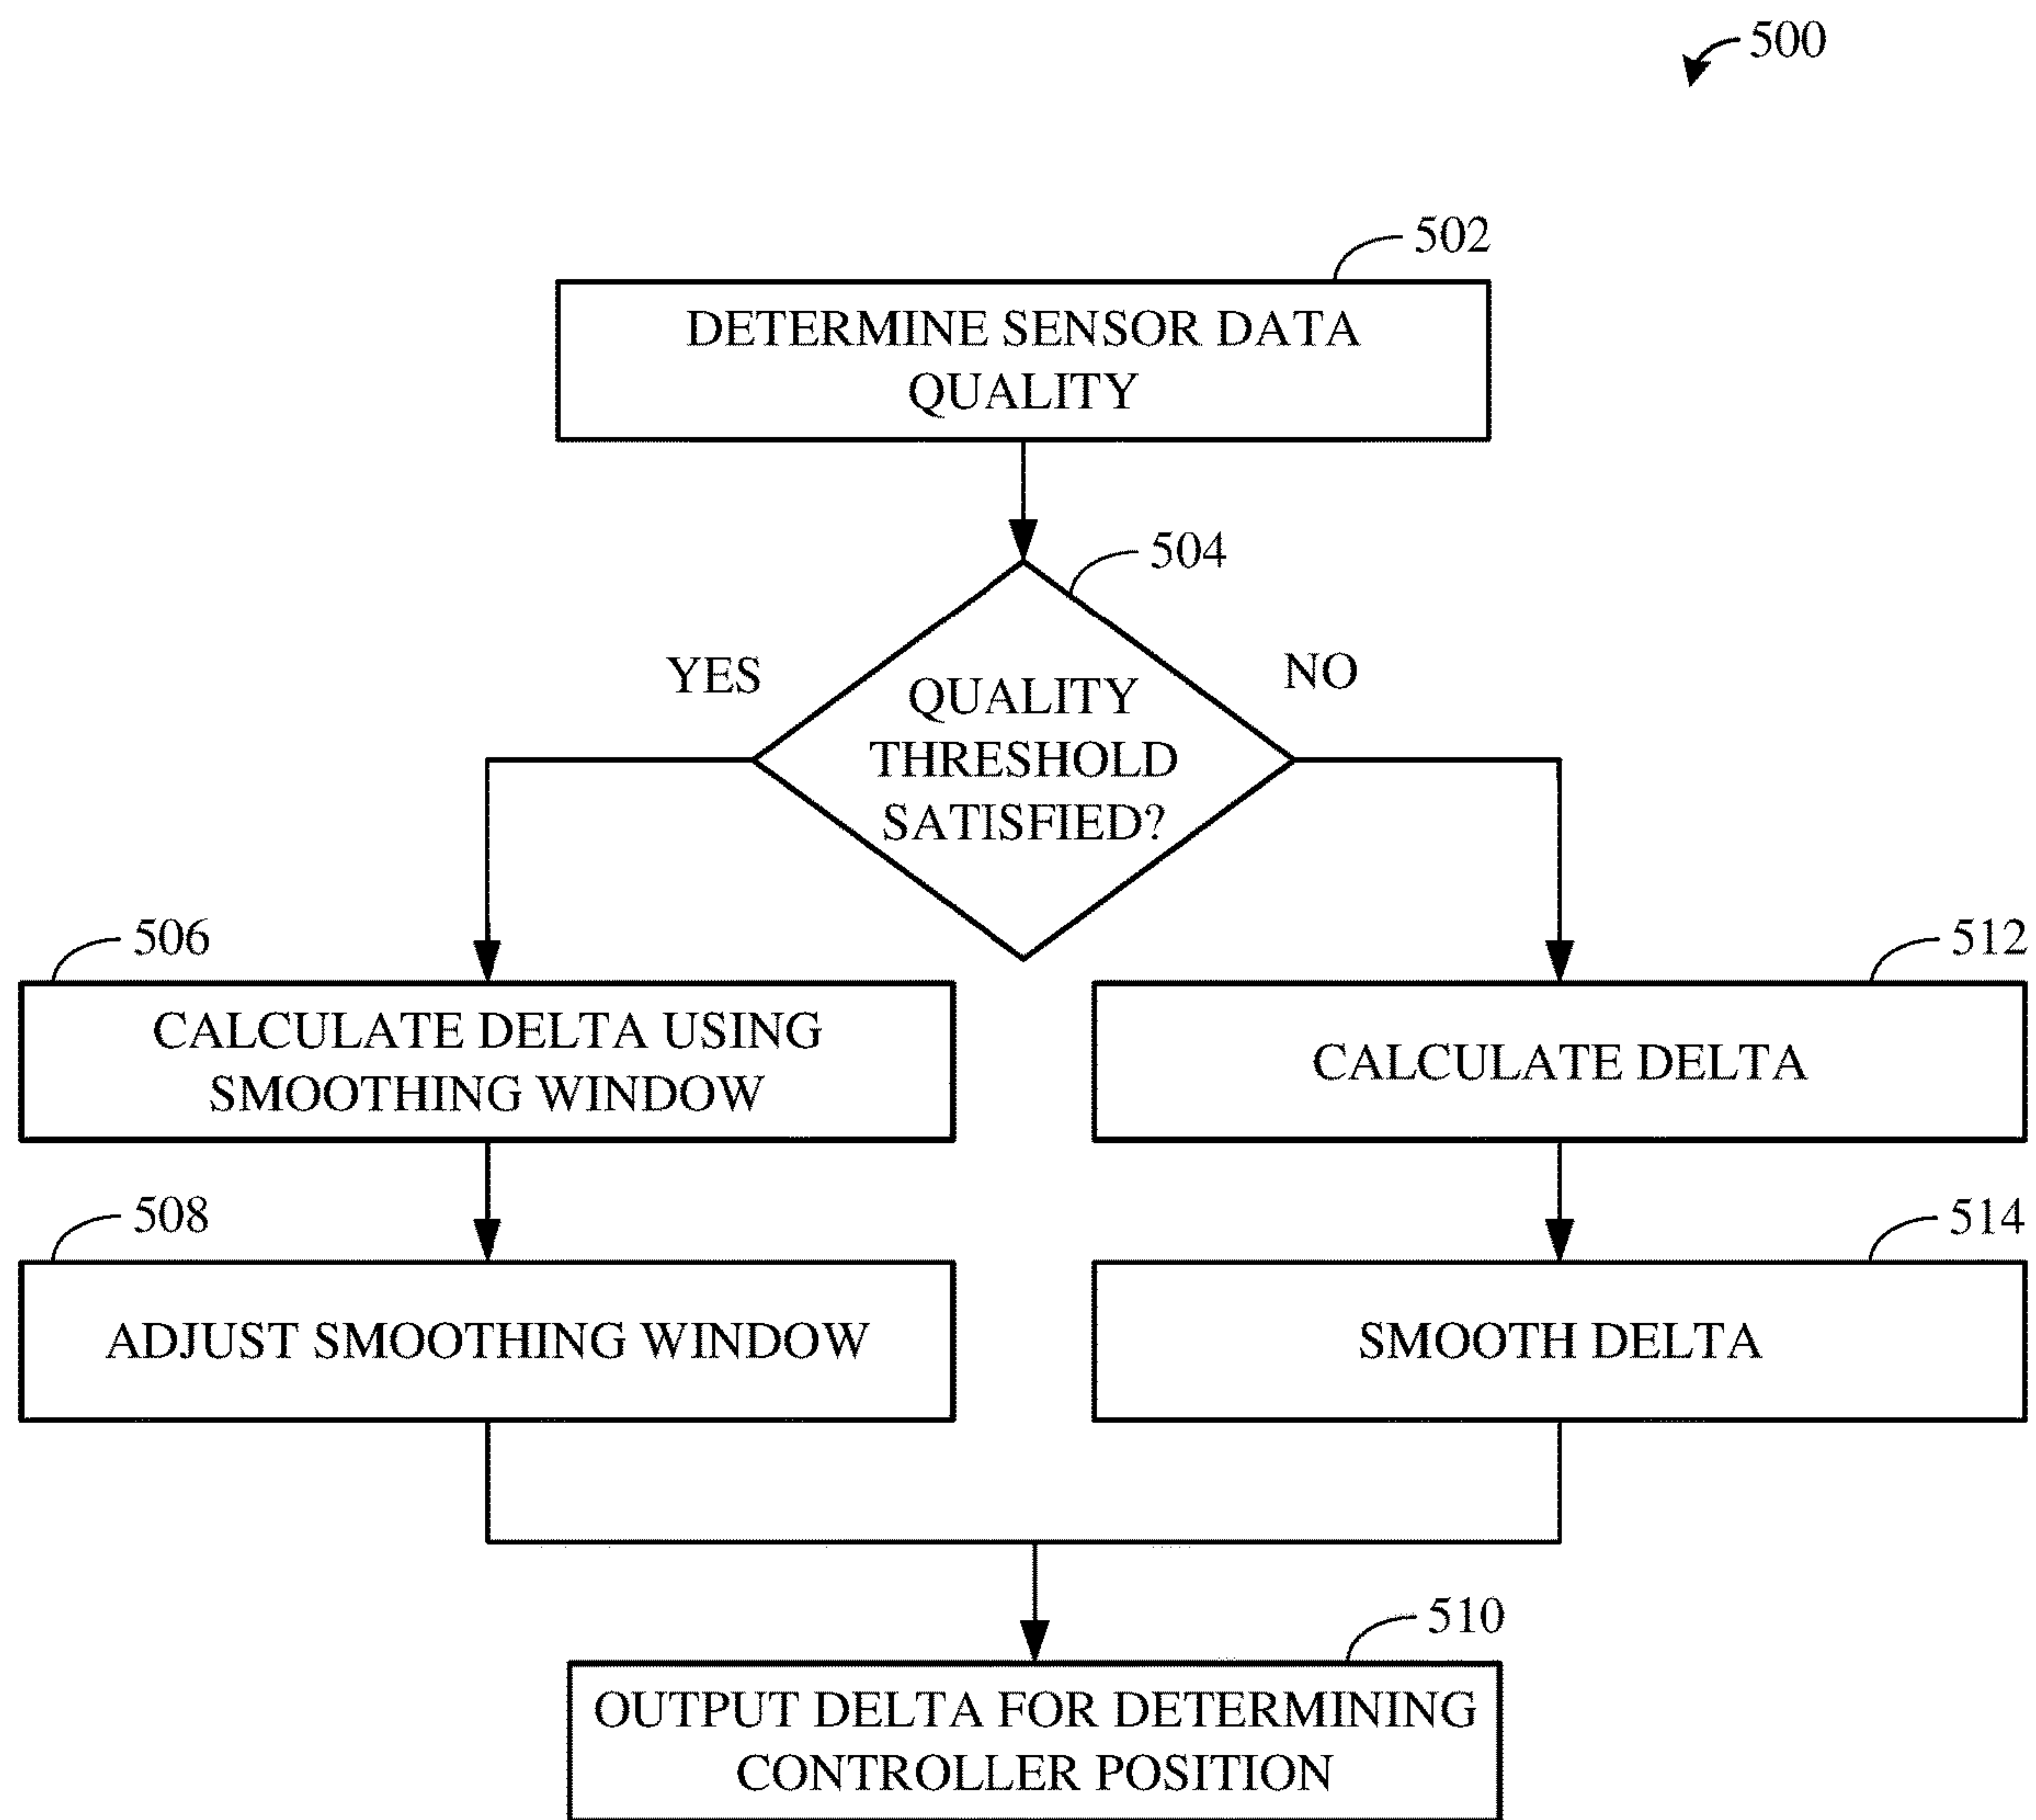 500
502
DETERMINE SENSOR DATA
QUALITY
504
YES
NO
QUALITY
THRESHOLD
SATISFIED?
506
512
CALCULATE DELTA USING
SMOOTHING WINDOW
CALCULATE DELTA
508
514
ADJUST SMOOTHING WINDOW
SMOOTH DELTA
510
OUTPUT DELTA FOR DETERMINING
CONTROLLER POSITION